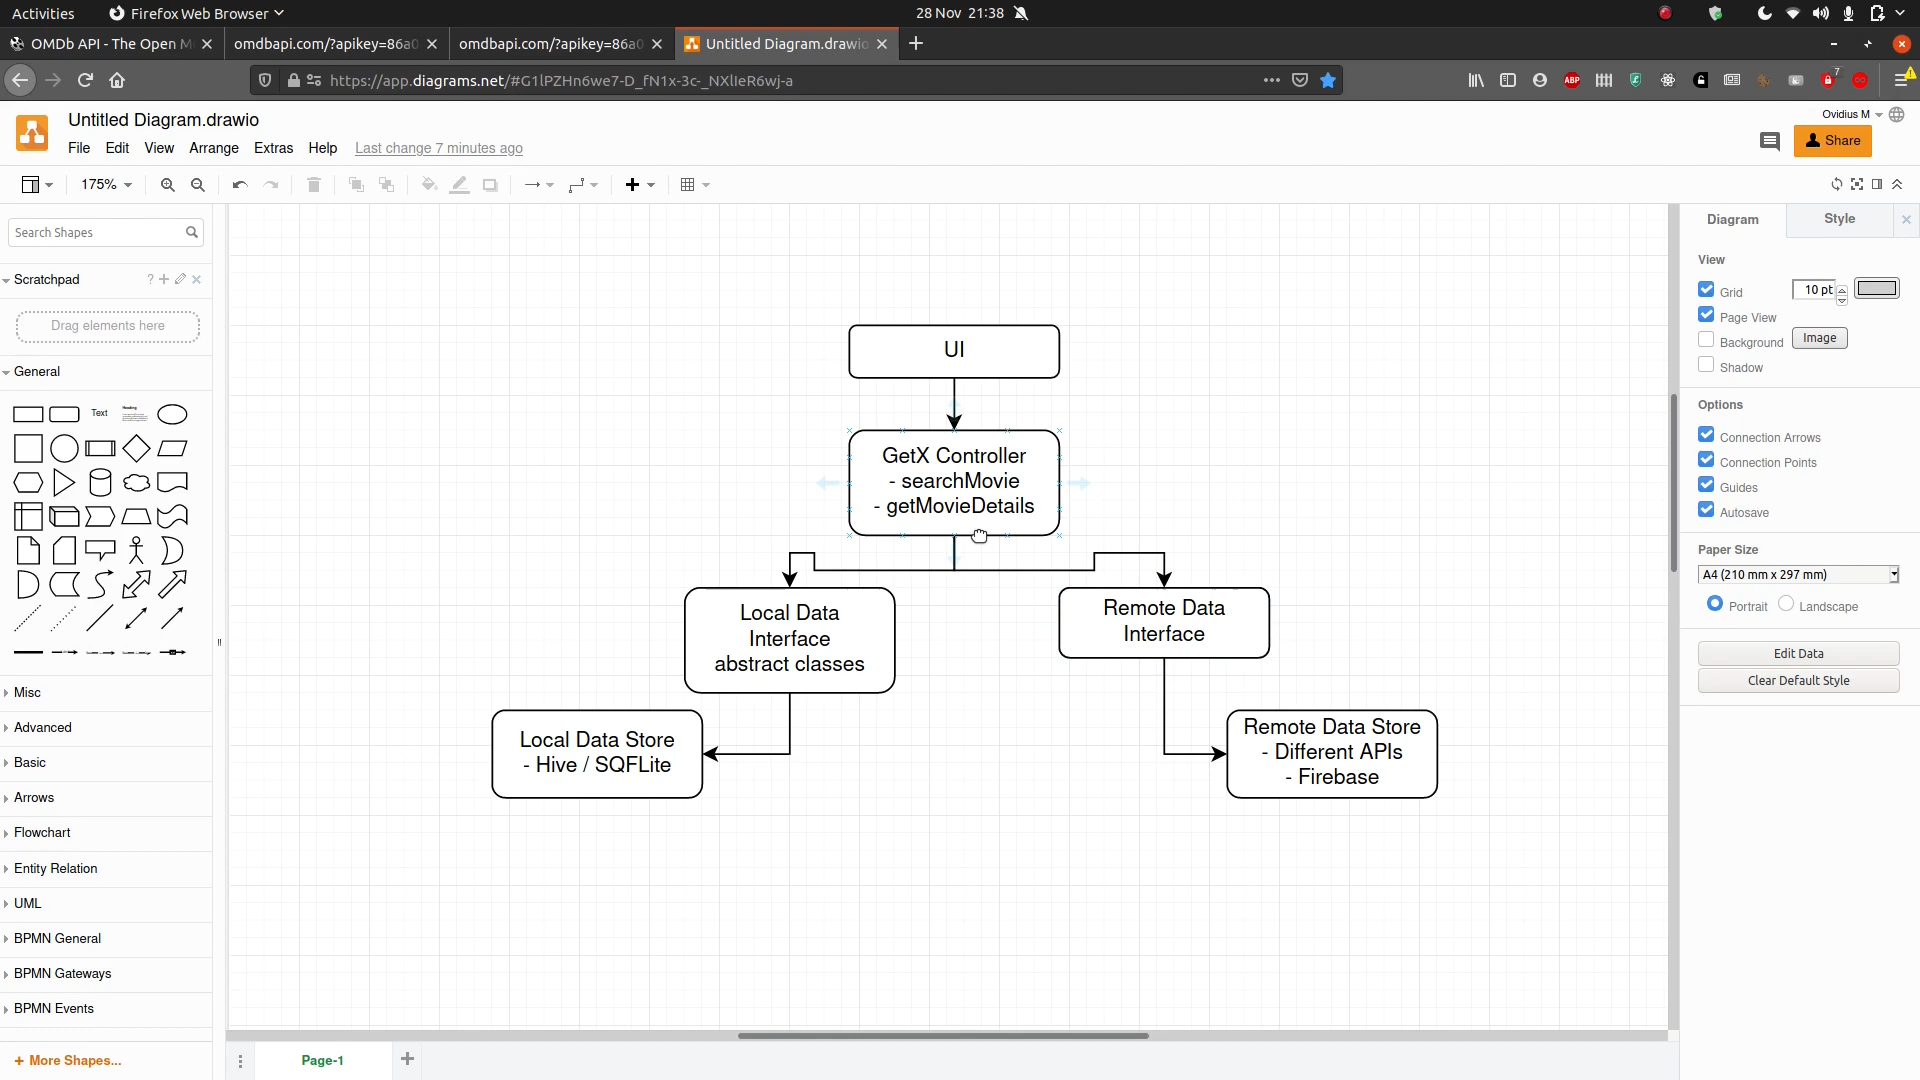 Activities
Firefox Web Browser
28 Nov 21:38
OMDb API - The Open M
omdbapi.com/?apikey=86a0
omdbapi.com/?apikey=86a0
Untitled Diagram.drawio
https://app.diagrams.net/#G1lPZHn6we7-D_fN1x-3c-_NXlIeR6wj-a
ABP
7
Untitled Diagram.drawio
Ovidius M
File Edit View Arrange Extras Help Last change 7 minutes ago
Share
175%
Search Shapes
Scratchpad
?
Drag elements here
General
Text
Heading
Misc
Advanced
Basic
Arrows
Flowchart
Entity Relation
UML
BPMN General
BPMN Gateways
BPMN Events
+ More Shapes...
UI
GetX Controller
- searchMovie
- getMovieDetails
Local Data
Interface
abstract classes
Remote Data
Interface
Local Data Store
- Hive / SQFLite
Remote Data Store
- Different APIs
- Firebase
Page-1
Diagram
Style
View
Grid
10 pt
Page View
Background
Image
Shadow
Options
Connection Arrows
Connection Points
Guides
Autosave
Paper Size
A4 (210 mm x 297 mm)
Portrait
Landscape
Edit Data
Clear Default Style